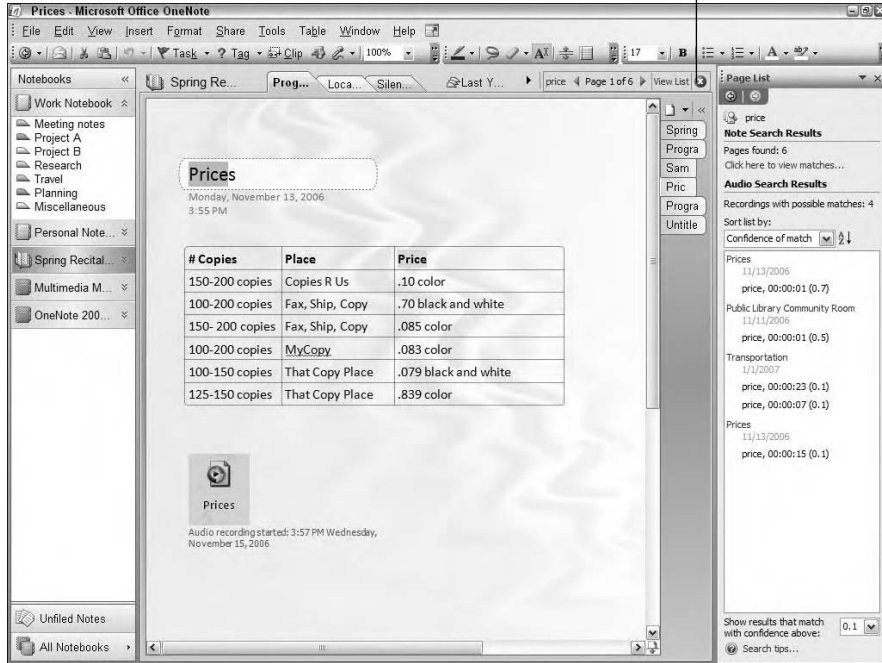 Prices - Microsoft Office OneNote
File Edit View Insert Format Share Tools Table Window Help
Task ? Tag Clip 100% 17 B A
Notebooks
Work Notebook
Meeting notes
Project A
Project B
Research
Travel
Planning
Miscellaneous
Personal Note...
Spring Recital...
Multimedia M...
OneNote 200...
Unfiled Notes
All Notebooks
Spring Re... Prog... Loca... Silen... Last Y... price Page 1 of 6 View List
Prices
Monday, November 13, 2006
3:55 PM
# Copies Place Price
150-200 copies Copies R Us .10 color
100-200 copies Fax, Ship, Copy .70 black and white
150- 200 copies Fax, Ship, Copy .085 color
100-200 copies MyCopy .083 color
100-150 copies That Copy Place .079 black and white
125-150 copies That Copy Place .839 color
Prices
Audio recording started: 3:57 PM Wednesday,
November 15, 2006
Spring
Progra
Sam
Pric
Progra
Untitle
Page List
price
Note Search Results
Pages found: 6
Click here to view matches...
Audio Search Results
Recordings with possible matches: 4
Sort list by:
Confidence of match
Prices
11/13/2006
price, 00:00:01 (0.7)
Public Library Community Room
11/11/2006
price, 00:00:01 (0.5)
Transportation
1/1/2007
price, 00:00:23 (0.1)
price, 00:00:07 (0.1)
Prices
11/13/2006
price, 00:00:15 (0.1)
Show results that match
with confidence above: 0.1
Search tips...